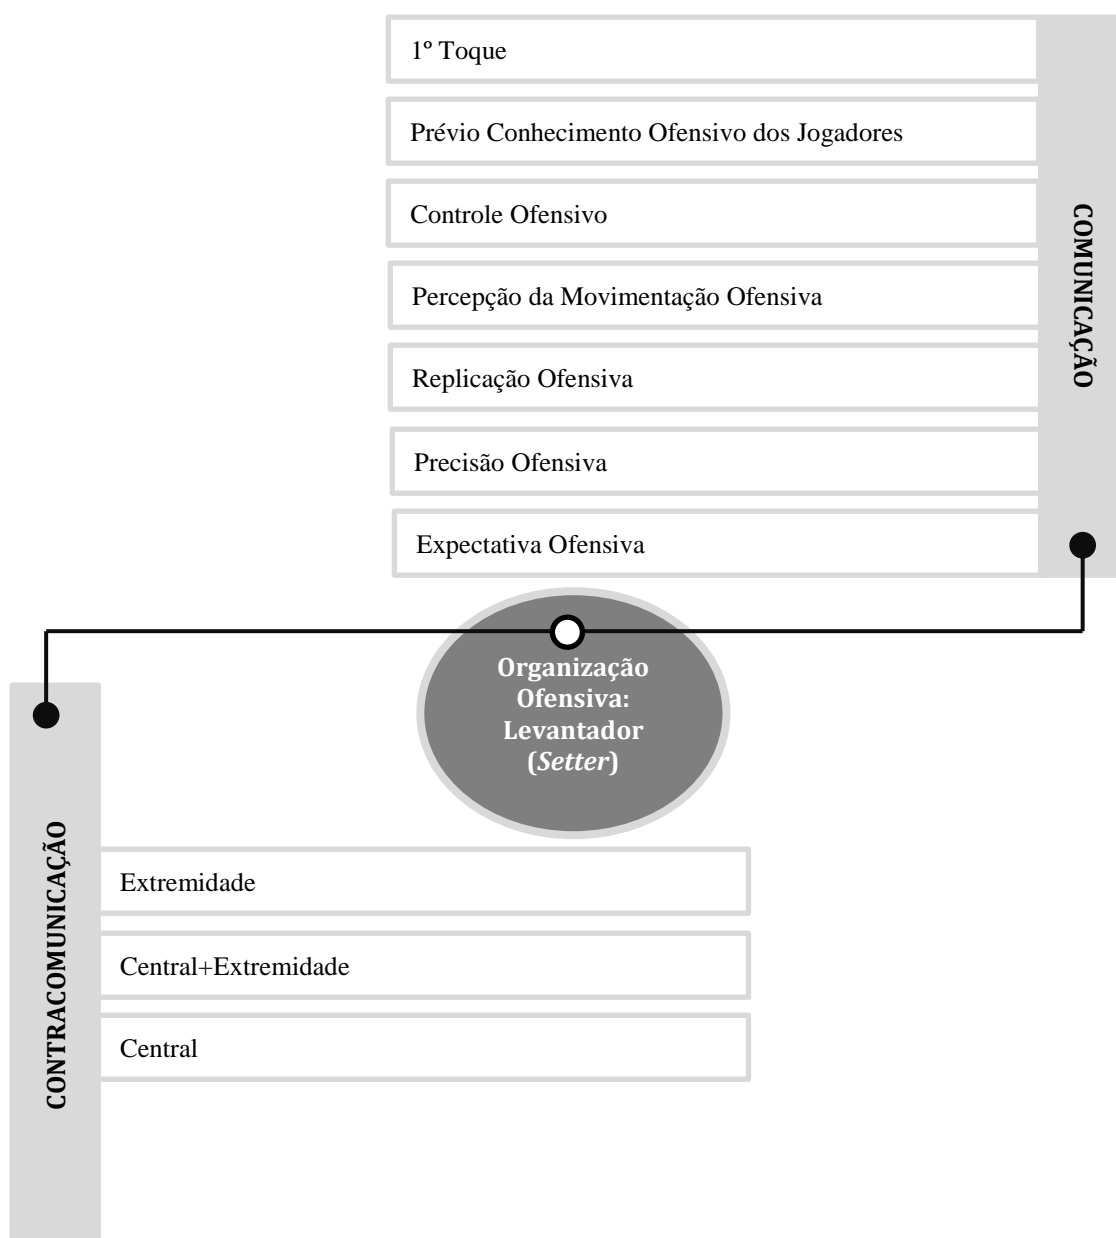 1º Toque
Prévio Conhecimento Ofensivo dos Jogadores
Controle Ofensivo
Percepção da Movimentação Ofensiva
Replicação Ofensiva
Precisão Ofensiva
Expectativa Ofensiva
COMUNICAÇÃO
Organização
Ofensiva:
Levantador
(Setter)
CONTRACOMUNICAÇÃO
Extremidade
Central+Extremidade
Central